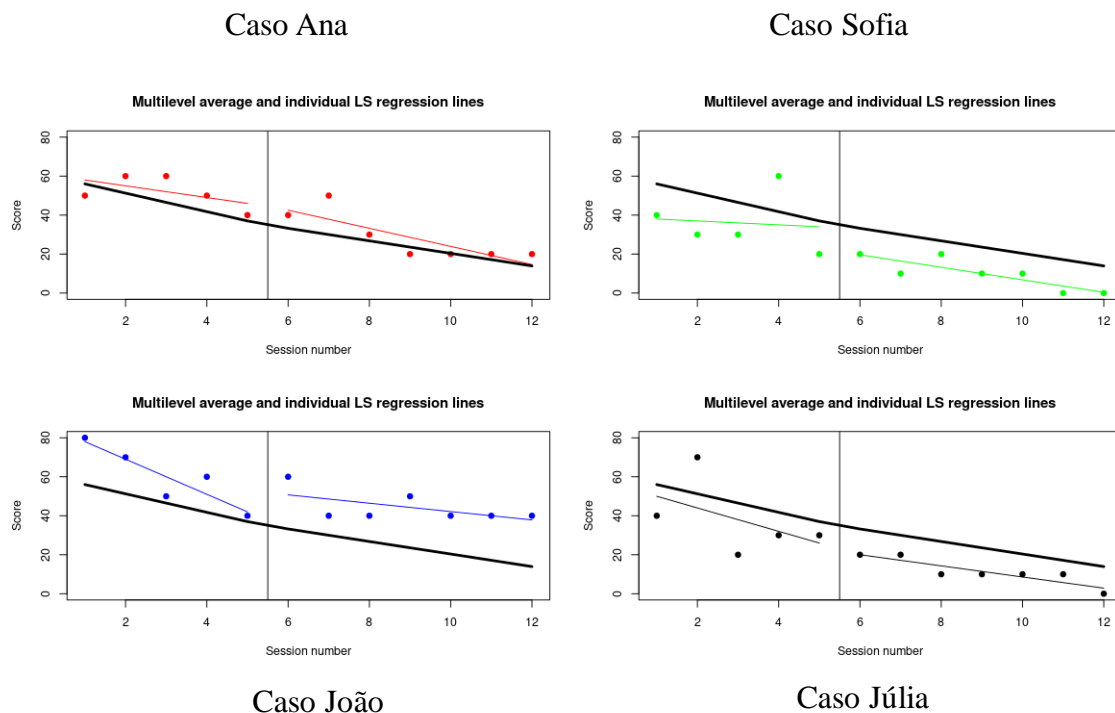 Caso Ana
Caso Sofia
Multilevel average and individual LS regression lines
Score
0 20 40 60 80
2 4 6 8 10 12
Session number
Multilevel average and individual LS regression lines
Score
0 20 40 60 80
2 4 6 8 10 12
Session number
Multilevel average and individual LS regression lines
Score
0 20 40 60 80
2 4 6 8 10 12
Session number
Multilevel average and individual LS regression lines
Score
0 20 40 60 80
2 4 6 8 10 12
Session number
Caso João
Caso Júlia